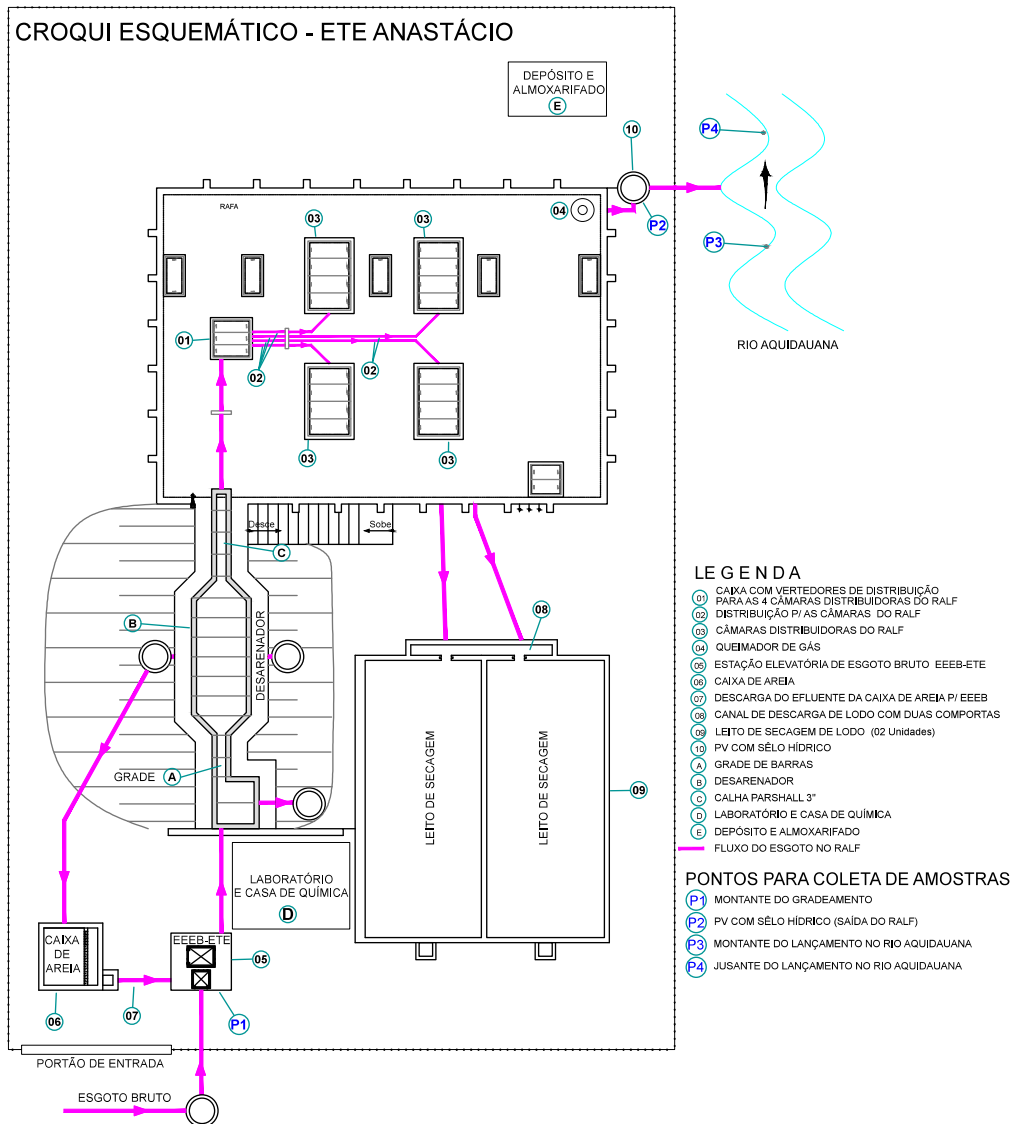 CROQUI ESQUEMÁTICO - ETE ANASTÁCIO
DEPÓSITO E
ALMOXARIFADO
E
10
P4
RAFA
03
03
04
P2
P3
01
02
02
RIO AQUIDAUANA
03
03
Desce
Sobe
C
B
DESARENADOR
08
GRADE
A
LEITO DE SECAGEM
LEITO DE SECAGEM
09
LABORATÓRIO
E CASA DE QUÍMICA
D
CAIXA
DE
AREIA
EEEB-ETE
05
06
07
P1
PORTÃO DE ENTRADA
ESGOTO BRUTO
LEGENDA
01 CAIXA COM VERTEDORES DE DISTRIBUIÇÃO
PARA AS 4 CÂMARAS DISTRIBUIDORAS DO RALF
02 DISTRIBUIÇÃO P/ AS CÂMARAS DO RALF
03 CÂMARAS DISTRIBUIDORAS DO RALF
04 QUEIMADOR DE GÁS
05 ESTAÇÃO ELEVATÓRIA DE ESGOTO BRUTO EEEB-ETE
06 CAIXA DE AREIA
07 DESCARGA DO EFLUENTE DA CAIXA DE AREIA P/ EEEB
08 CANAL DE DESCARGA DE LODO COM DUAS COMPORTAS
09 LEITO DE SECAGEM DE LODO (02 Unidades)
10 PV COM SÊLO HÍDRICO
A GRADE DE BARRAS
B DESARENADOR
C CALHA PARSHALL 3"
D LABORATÓRIO E CASA DE QUÍMICA
E DEPÓSITO E ALMOXARIFADO
FLUXO DO ESGOTO NO RALF
PONTOS PARA COLETA DE AMOSTRAS
P1 MONTANTE DO GRADEAMENTO
P2 PV COM SÊLO HÍDRICO (SAÍDA DO RALF)
P3 MONTANTE DO LANÇAMENTO NO RIO AQUIDAUANA
P4 JUSANTE DO LANÇAMENTO NO RIO AQUIDAUANA